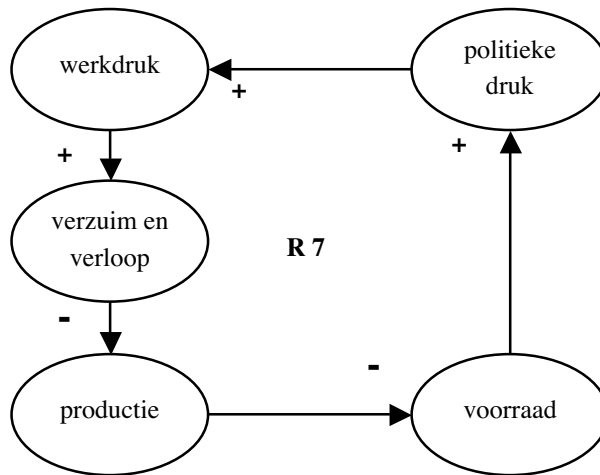 werkdruk
politieke
druk
+
+
+
verzuim en
verloop
R 7
-
-
productie
voorraad